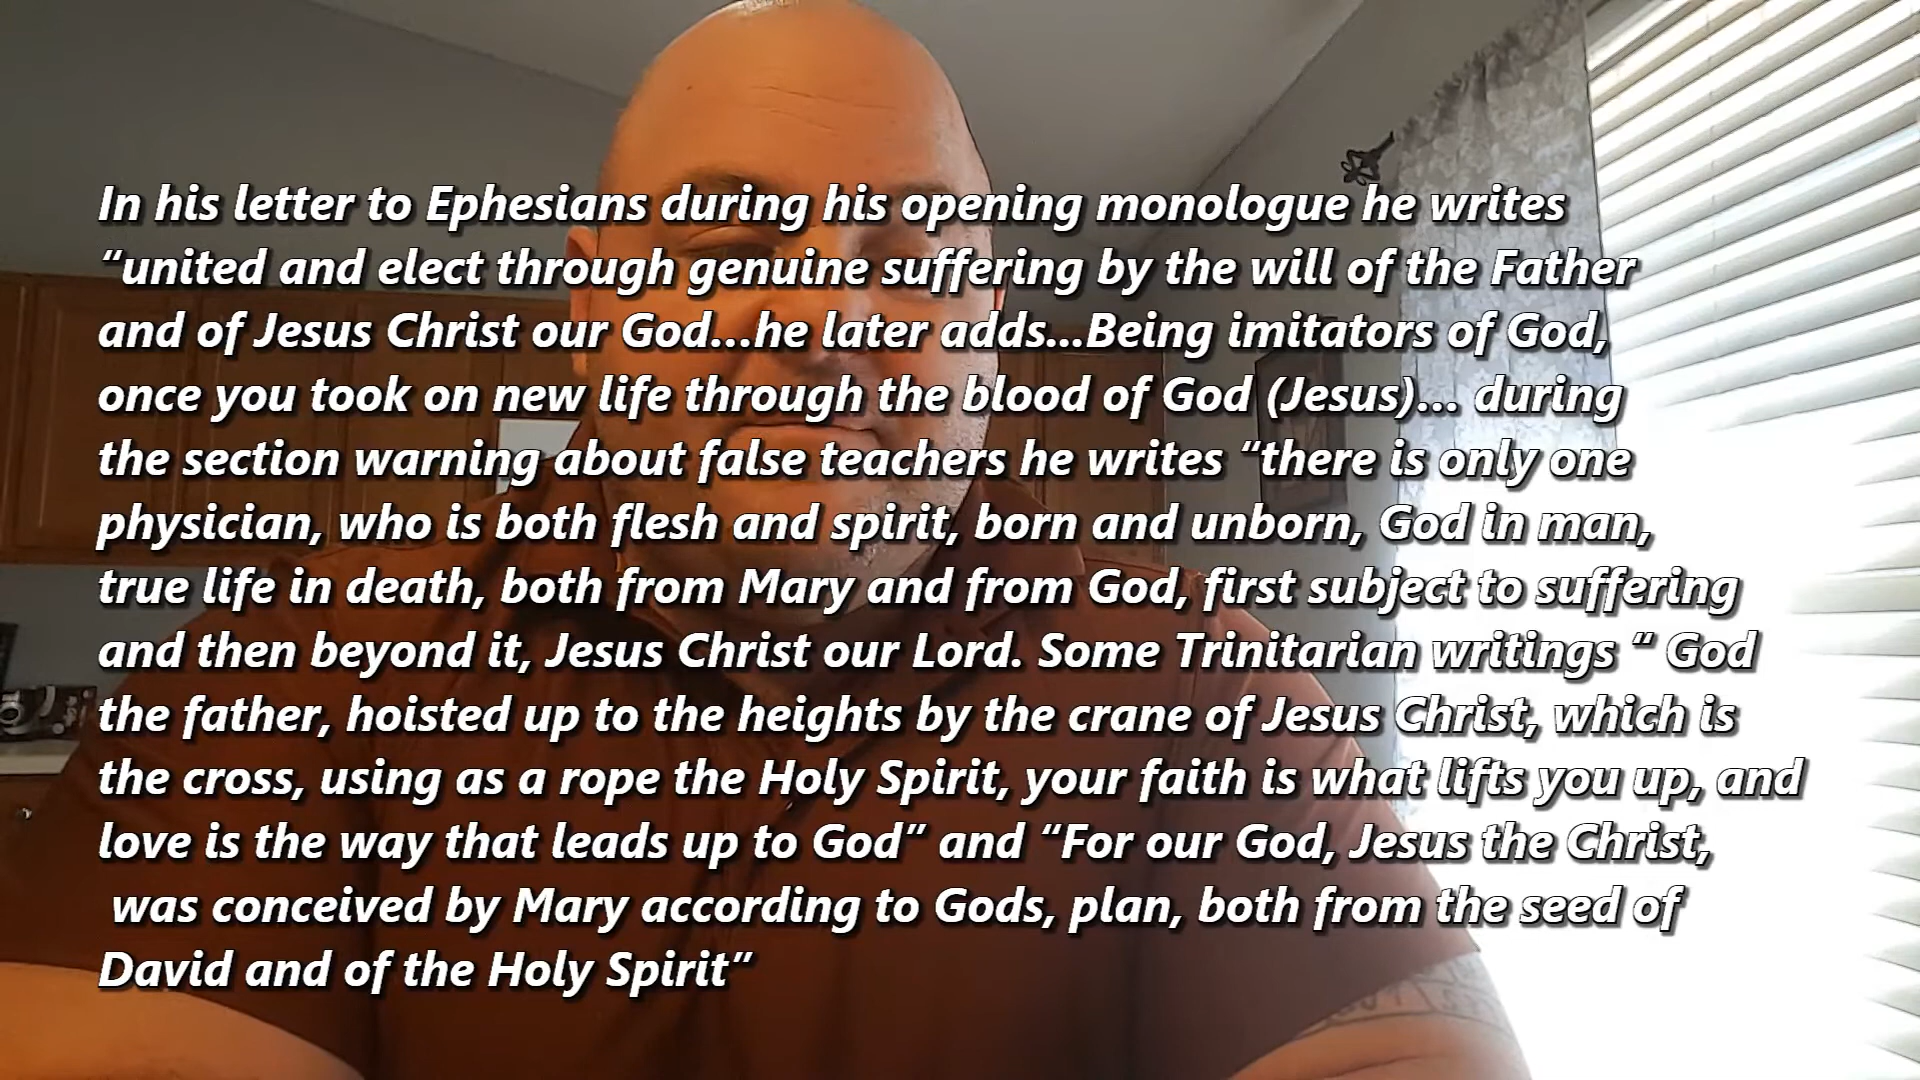 In his letter to Ephesians during his opening monologue he writes
“united and elect through genuine suffering by the will of the Father
and of Jesus Christ our God...he later adds...Being imitators of God,
once you took on new life through the blood of God (Jesus)... during
the section warning about false teachers he writes “there is only one
physician, who is both flesh and spirit, born and unborn, God in man,
true life in death, both from Mary and from God, first subject to suffering
and then beyond it, Jesus Christ our Lord. Some Trinitarian writings “ God
the father, hoisted up to the heights by the crane of Jesus Christ, which is
the cross, using as a rope the Holy Spirit, your faith is what lifts you up, and
love is the way that leads up to God” and “For our God, Jesus the Christ,
was conceived by Mary according to Gods, plan, both from the seed of
David and of the Holy Spirit”